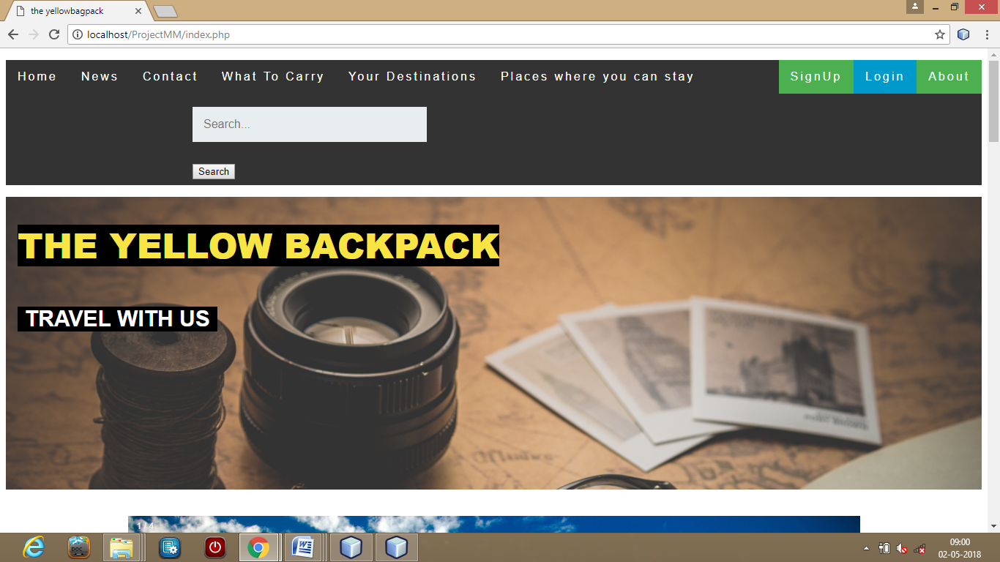 the yellowbagpack
localhost/ProjectMM/index.php
Home News Contact What To Carry Your Destinations Places where you can stay SignUp Login About
Search...
Search
THE YELLOW BACKPACK
TRAVEL WITH US
1 / 4
DOC
09:00
02-05-2018